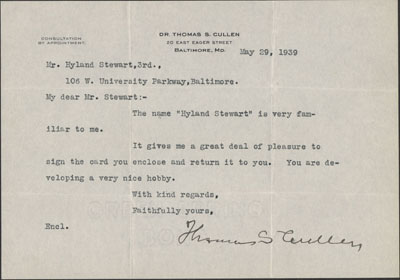 CONSULTATION
BY APPOINTMENT.
DR. THOMAS S. CULLEN
20 EAST EAGER STREET
BALTIMORE, MD.
May 29, 1939
Mr. Hyland Stewart,3rd.,
106 W. University Parkway,Baltimore.
My dear Mr. Stewart:-
The name "Hyland Stewart" is very fam-
iliar to me.
It gives me a great deal of pleasure to
sign the card you enclose and return it to you. You are de-
veloping a very nice hobby.
With kind regards,
Faithfully yours,
Encl.
Thomas S Cullen